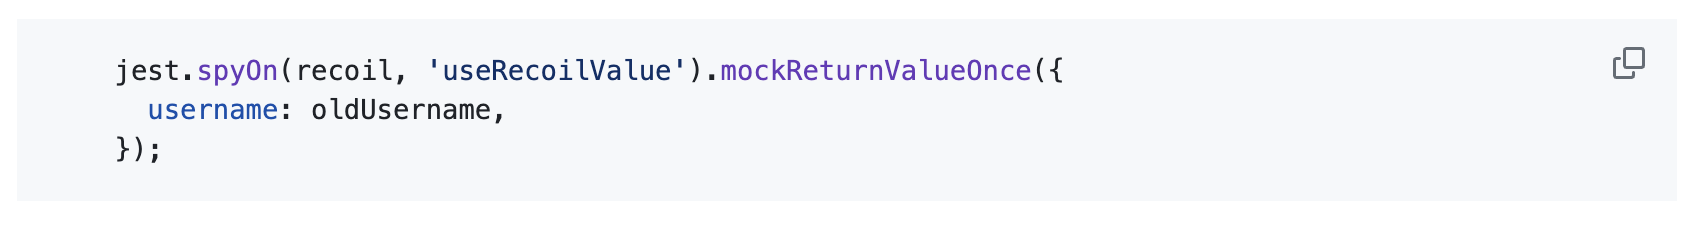 jest.spyOn(recoil, 'useRecoilValue').mockReturnValueOnce({
  username: oldUsername,
});